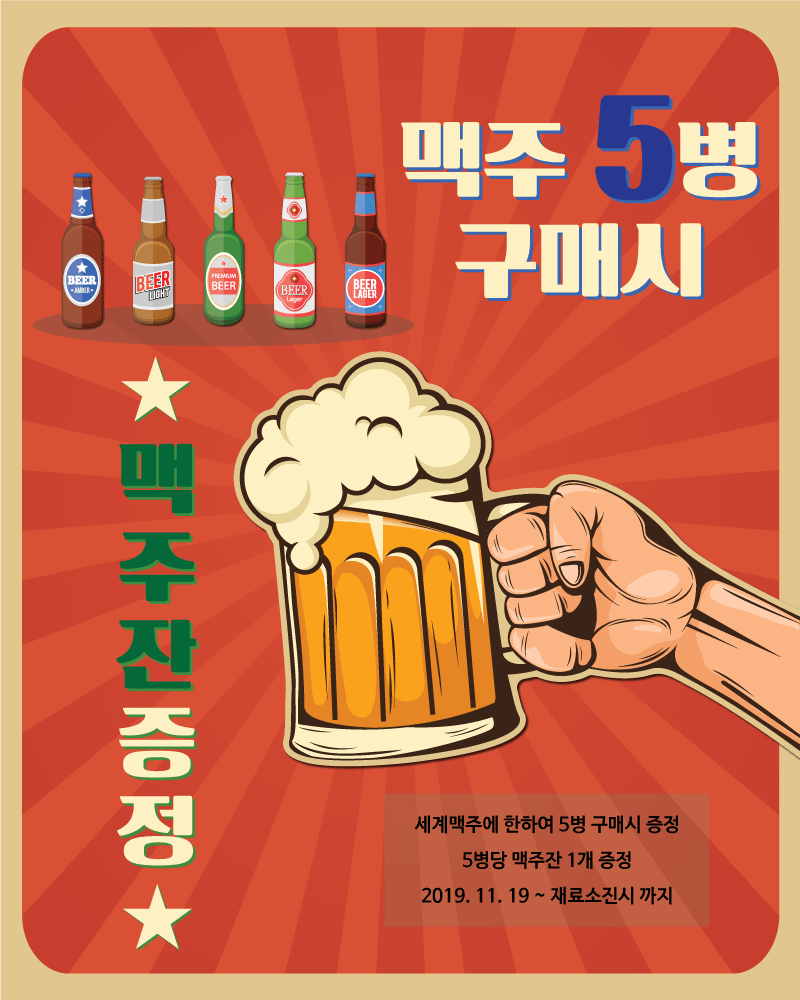 맥주 5병
구매시
BEER
AMBER
BEER
LIGHT
PREMIUM
BEER
BEER
Lager
BEER
LAGER
맥주잔증정
세계맥주에 한하여 5병 구매시 증정
5병당 맥주잔 1개 증정
2019. 11. 19 ~ 재료소진시 까지